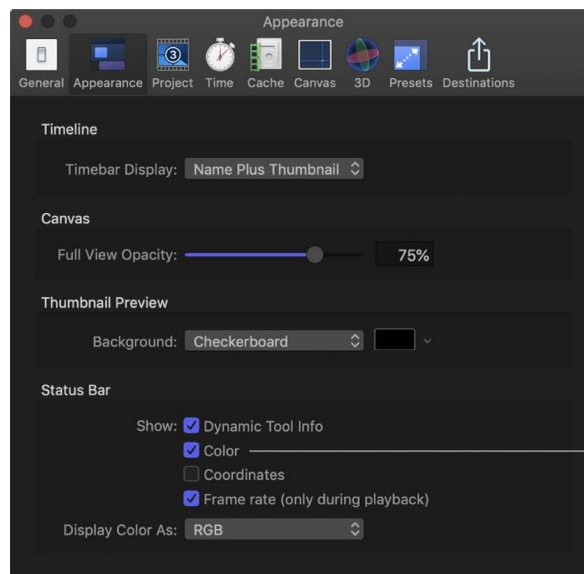 Appearance
General Appearance Project Time Cache Canvas 3D Presets Destinations
Timeline
Timebar Display: Name Plus Thumbnail
Canvas
Full View Opacity: 75%
Thumbnail Preview
Background: Checkerboard
Status Bar
Show: Dynamic Tool Info
Color
Coordinates
Frame rate (only during playback)
Display Color As: RGB